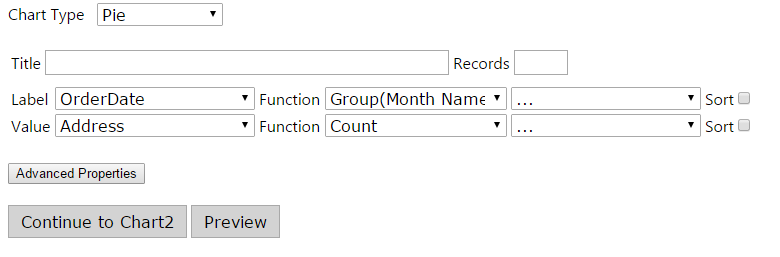 Chart Type Pie
Title Records
Label OrderDate Function Group(Month Name ... Sort
Value Address Function Count ... Sort
Advanced Properties
Continue to Chart2 Preview